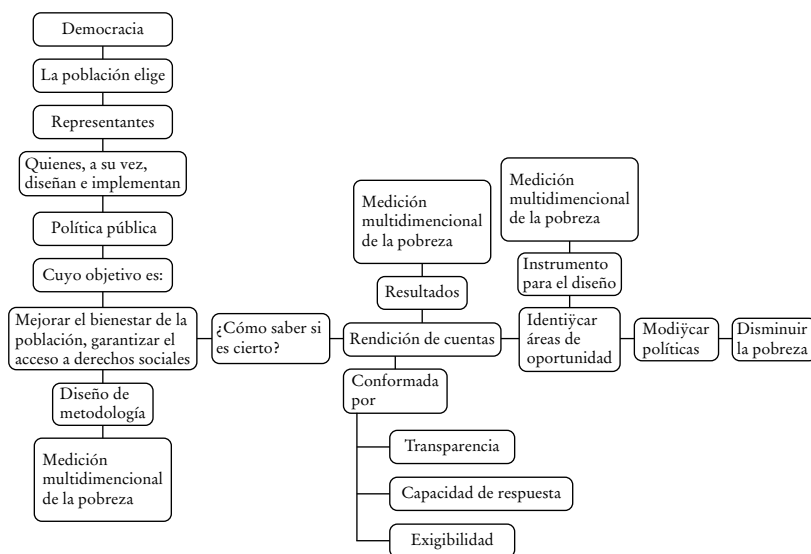 Democracia
La población elige
Representantes
Quienes, a su vez,
diseñan e implementan
Política pública
Cuyo objetivo es:
Mejorar el bienestar de la
población, garantizar el
acceso a derechos sociales
Diseño de
metodología
Medición
multidimencional
de la pobreza
¿Cómo saber si
es cierto?
Medición
multidimencional
de la pobreza
Resultados
Rendición de cuentas
Conformada
por
Transparencia
Capacidad de respuesta
Exigibilidad
Medición
multidimencional
de la pobreza
Instrumento
para el diseño
Identiÿcar
áreas de
oportunidad
Modiÿcar
políticas
Disminuir
la pobreza